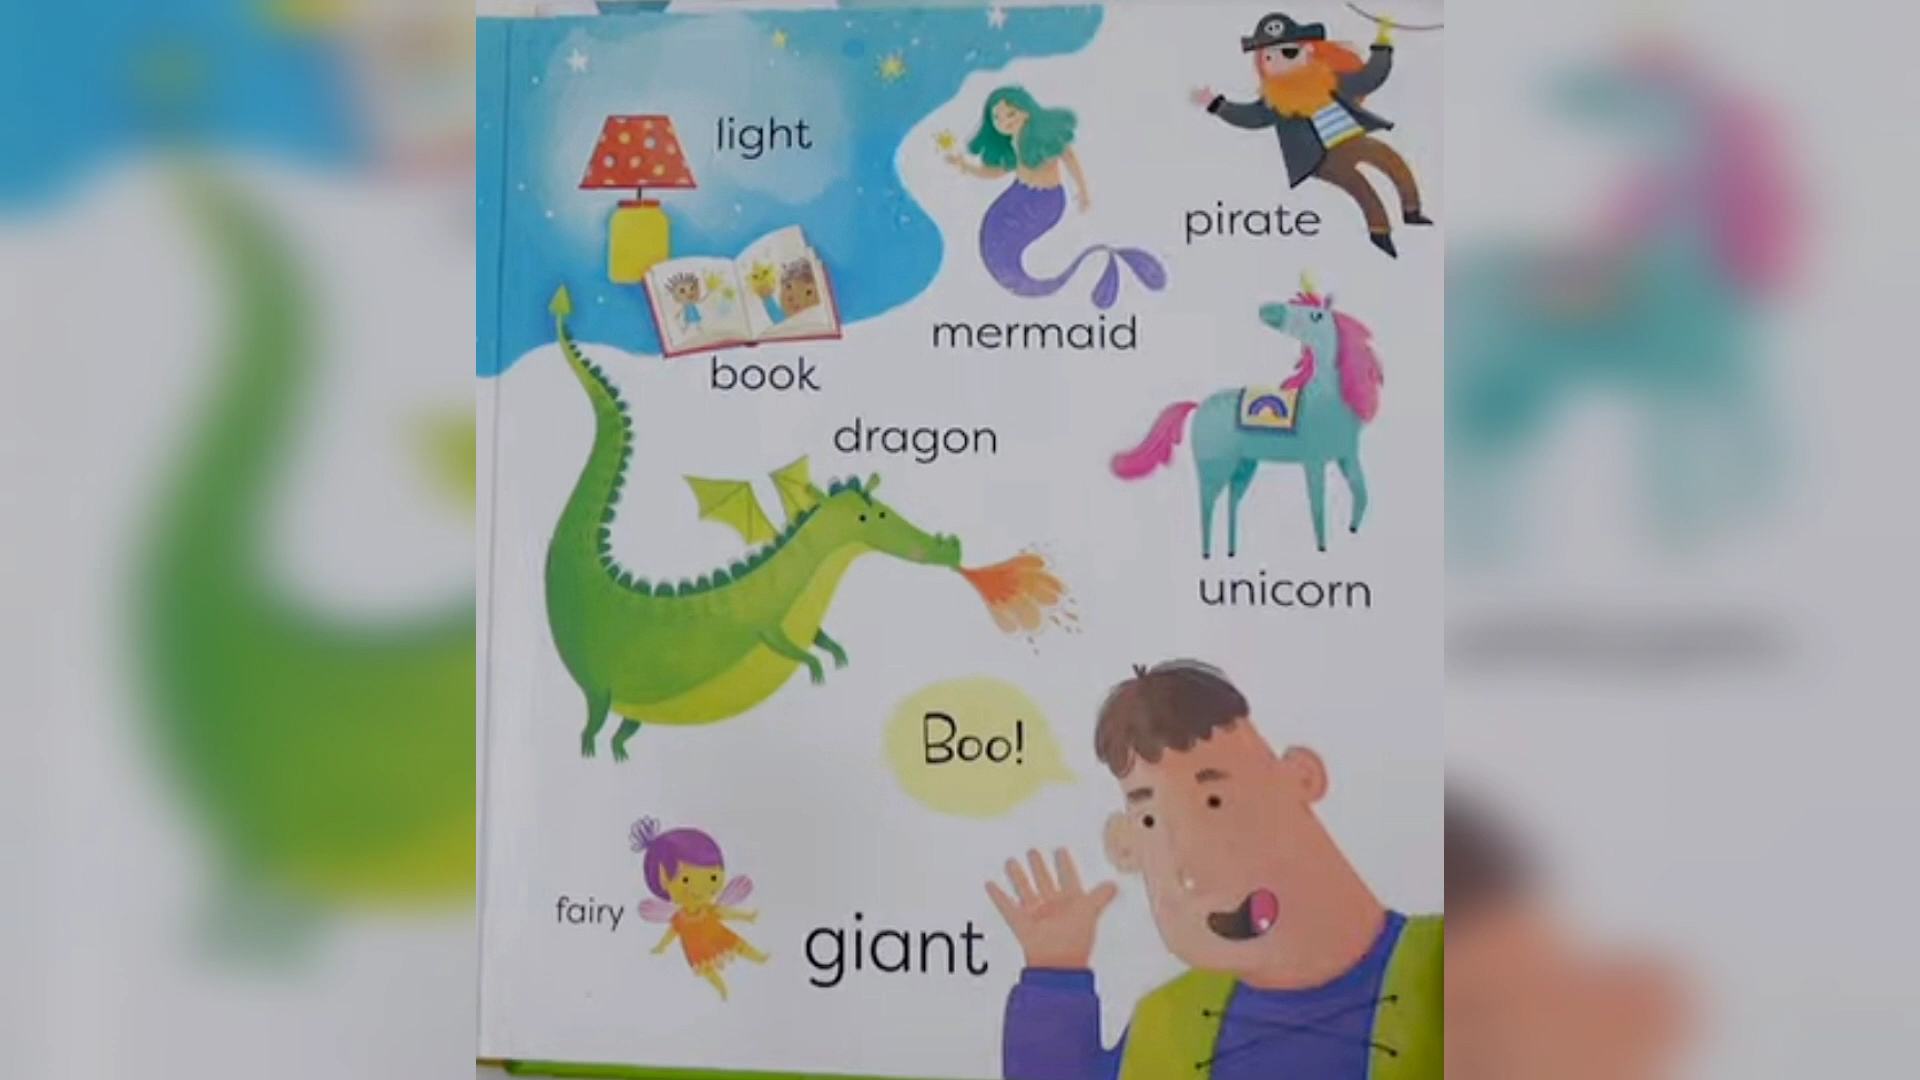 light
pirate
mermaid
book
dragon
unicorn
Boo!
fairy
giant